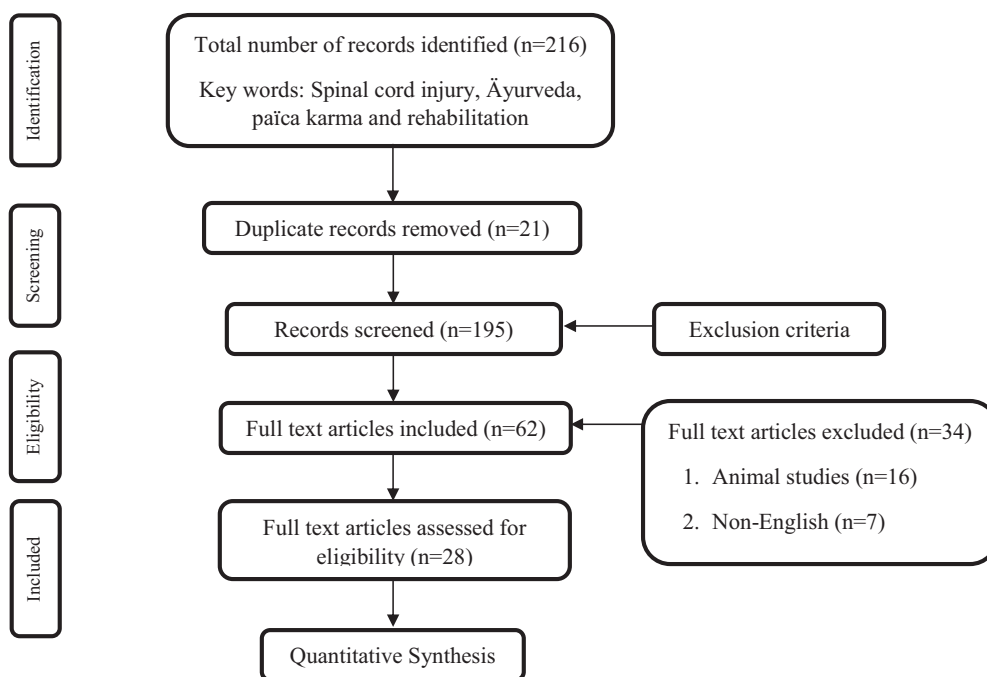 Identification
Total number of records identified (n=216)
Key words: Spinal cord injury, Äyurveda,
païca karma and rehabilitation
Screening
Duplicate records removed (n=21)
Records screened (n=195)
Exclusion criteria
Eligibility
Full text articles included (n=62)
Full text articles excluded (n=34)
1. Animal studies (n=16)
2. Non-English (n=7)
Included
Full text articles assessed for
eligibility (n=28)
Quantitative Synthesis